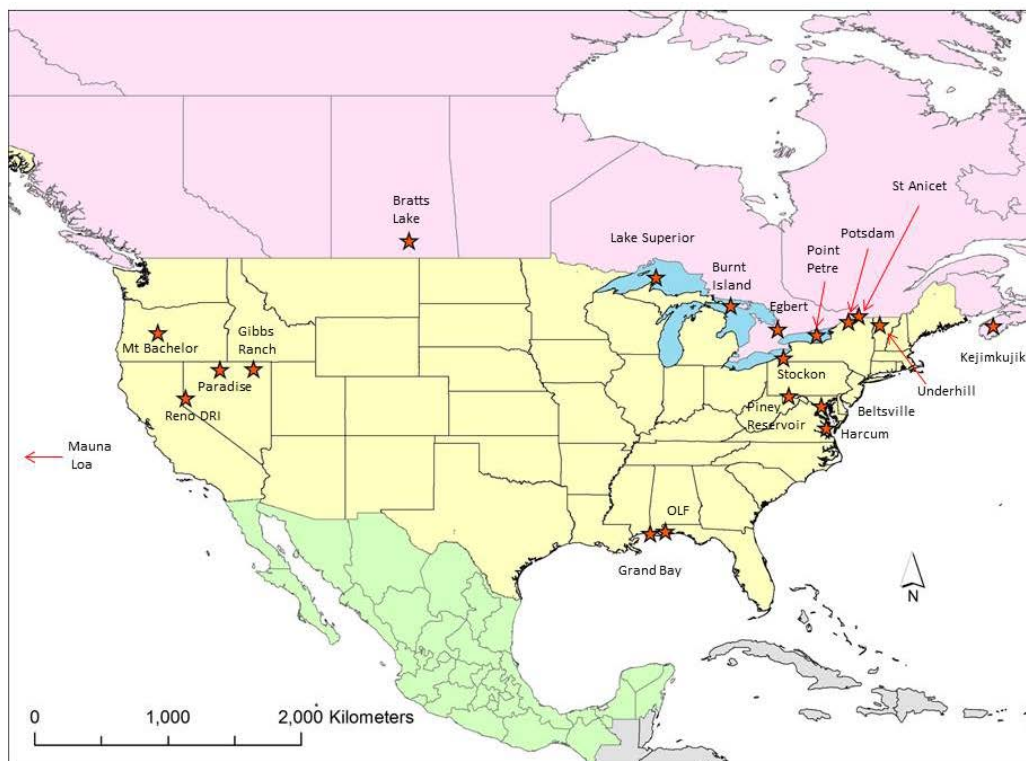 St Anicet
Bratts
Lake
Potsdam
Lake Superior
Point
Petre
Burnt
Island
Egbert
Gibbs
Ranch
Mt Bachelor
Kejimkujik
Stockon
Paradise
Underhill
Reno DRI
Piney
Reservoir
Beltsville
Harcum
Mauna
Loa
OLF
Grand Bay
N
0 1,000 2,000 Kilometers